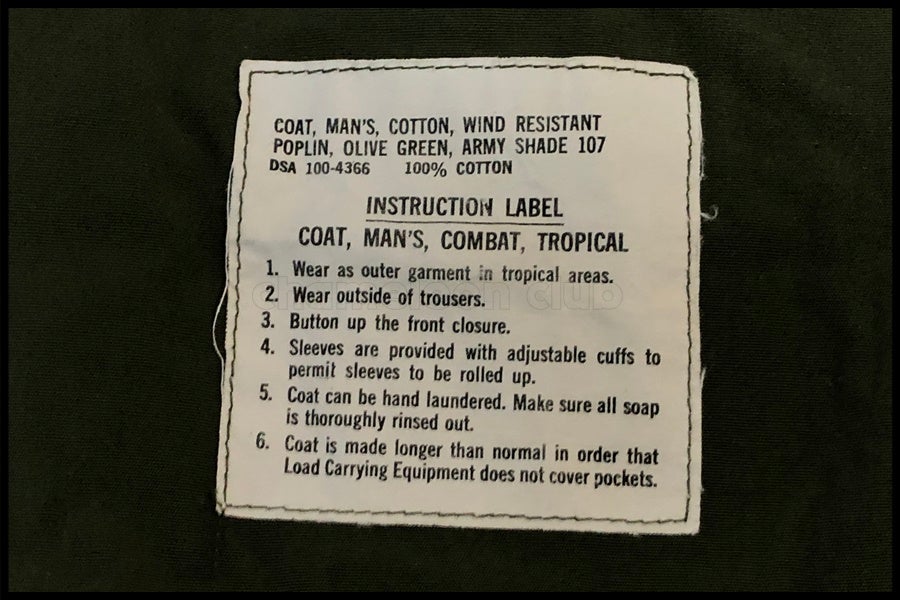 COAT, MAN'S, COTTON, WIND RESISTANT
POPLIN, OLIVE GREEN, ARMY SHADE 107
DSA 100-4366 100% COTTON
INSTRUCTION LABEL
COAT, MAN'S, COMBAT, TROPICAL
1. Wear as outer garment in tropical areas.
2. Wear outside of trousers.
chameleon club
3. Button up the front closure.
4. Sleeves are provided with adjustable cuffs to
permit sleeves to be rolled up.
5. Coat can be hand laundered. Make sure all soap
is thoroughly rinsed out.
6. Coat is made longer than normal in order that
Load Carrying Equipment does not cover pockets.